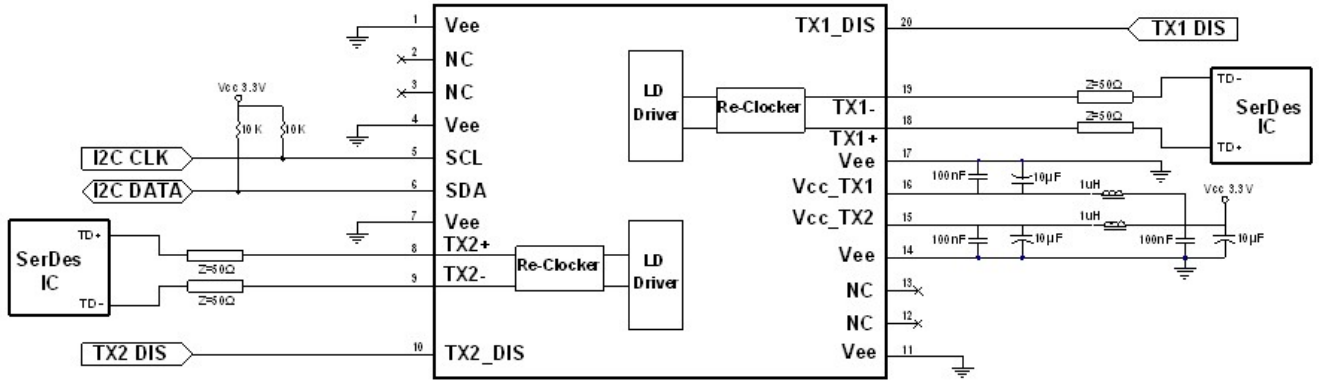 1
Vee
TX1_DIS
20
TX1 DIS
2
NC
3
NC
LD
Driver
Re-Clocker
TX1-
19
Z=50Ω
TD-
SerDes
IC
TX1+
18
Z=50Ω
TD+
Vcc 3.3V
10K
10K
4
Vee
I2C CLK
5
SCL
I2C DATA
6
SDA
7
Vee
Vee
17
100nF
10µF
Vcc_TX1
16
1uH
Vcc 3.3V
Vcc_TX2
15
1uH
100nF
10µF
100nF
10µF
Vee
14
SerDes
IC
TD+
Z=50Ω
8
TX2+
TD-
Z=50Ω
9
TX2-
Re-Clocker
LD
Driver
NC
13
NC
12
TX2 DIS
10
TX2_DIS
Vee
11